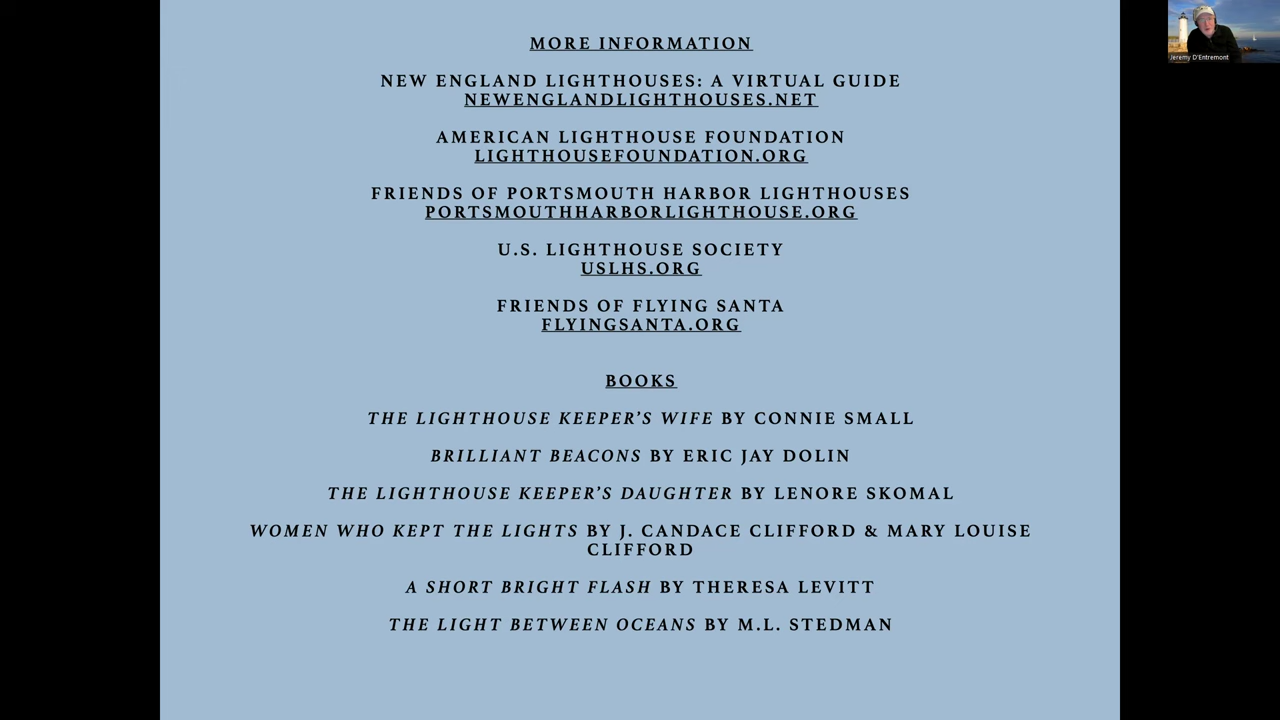 MORE INFORMATION
NEW ENGLAND LIGHTHOUSES: A VIRTUAL GUIDE
NEWENGLANDLIGHTHOUSES.NET
AMERICAN LIGHTHOUSE FOUNDATION
LIGHTHOUSEFOUNDATION.ORG
FRIENDS OF PORTSMOUTH HARBOR LIGHTHOUSES
PORTSMOUTHHARBORLIGHTHOUSE.ORG
U.S. LIGHTHOUSE SOCIETY
USLHS.ORG
FRIENDS OF FLYING SANTA
FLYINGSANTA.ORG
BOOKS
THE LIGHTHOUSE KEEPER'S WIFE BY CONNIE SMALL
BRILLIANT BEACONS BY ERIC JAY DOLIN
THE LIGHTHOUSE KEEPER'S DAUGHTER BY LENORE SKOMAL
WOMEN WHO KEPT THE LIGHTS BY J. CANDACE CLIFFORD & MARY LOUISE
CLIFFORD
A SHORT BRIGHT FLASH BY THERESA LEVITT
THE LIGHT BETWEEN OCEANS BY M.L. STEDMAN
Jeremy D'Entremont